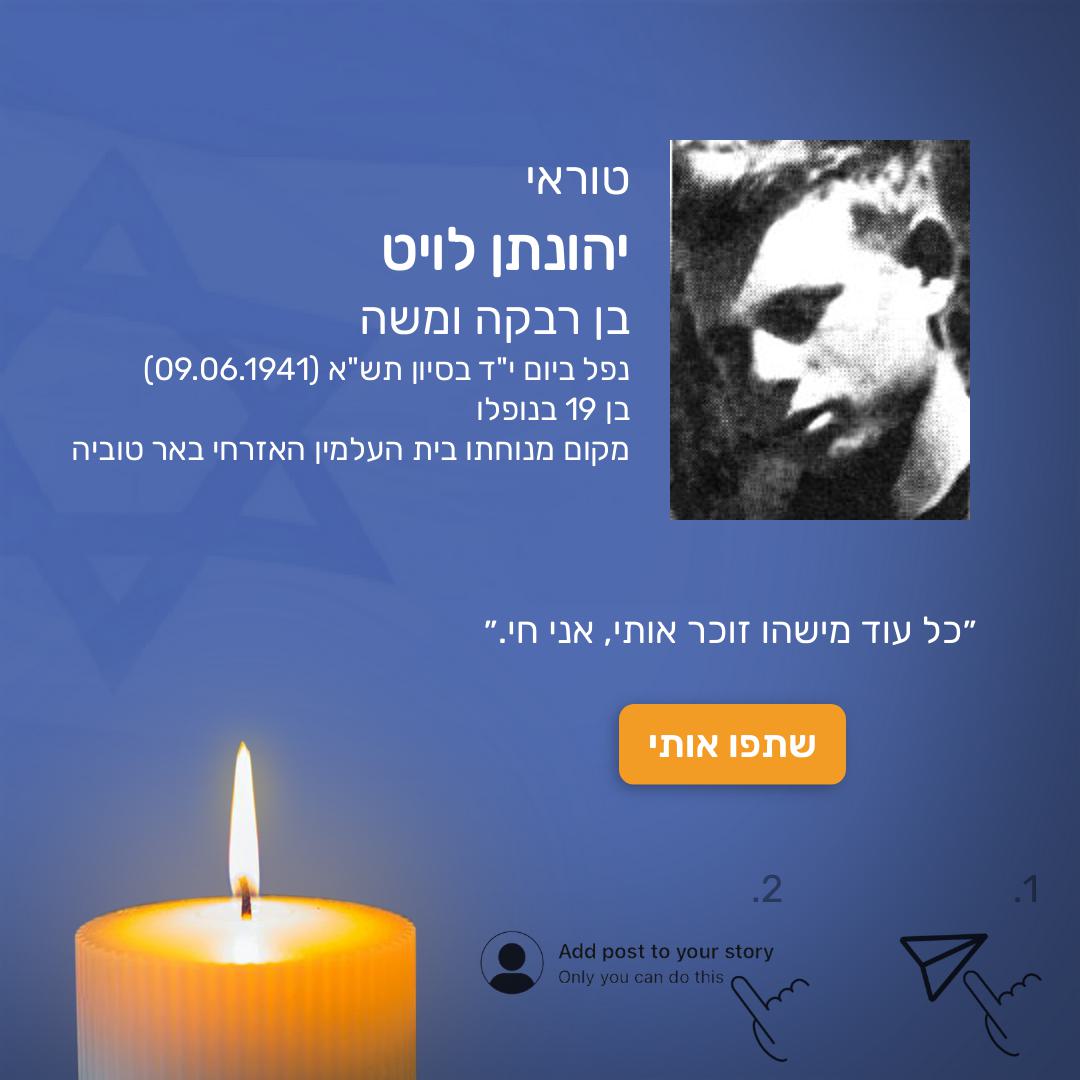 טוראי
יהונתן לויט
בן רבקה ומשה
נפל ביום י"ד בסיון תש"א (09.06.1941)
בן 19 בנופלו
מקום מנוחתו בית העלמין האזרחי באר טוביה
״כל עוד מישהו זוכר אותי, אני חי.״
שתפו אותי
1.
2.
Add post to your story
Only you can do this